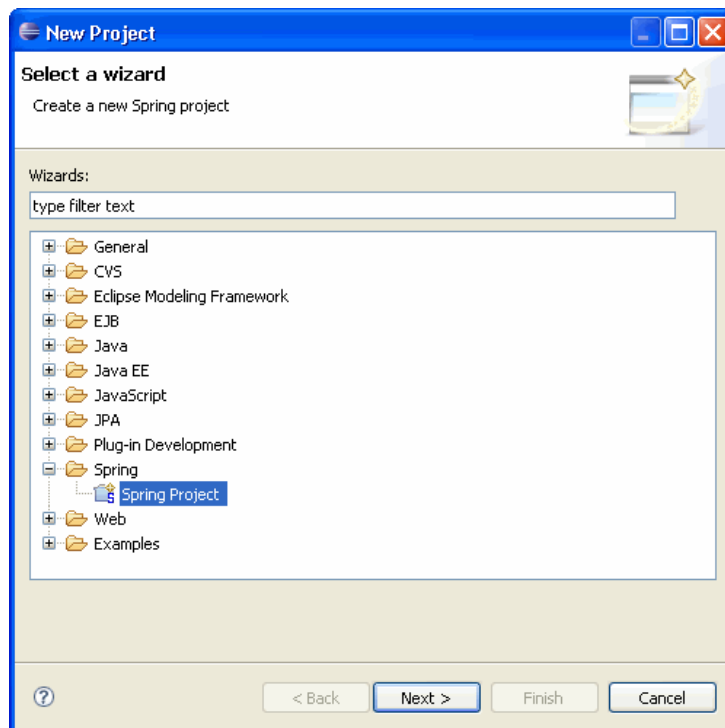 New Project
Select a wizard
Create a new Spring project
Wizards:
type filter text
General
CVS
Eclipse Modeling Framework
EJB
Java
Java EE
JavaScript
JPA
Plug-in Development
Spring
Spring Project
Web
Examples
< Back Next > Finish Cancel